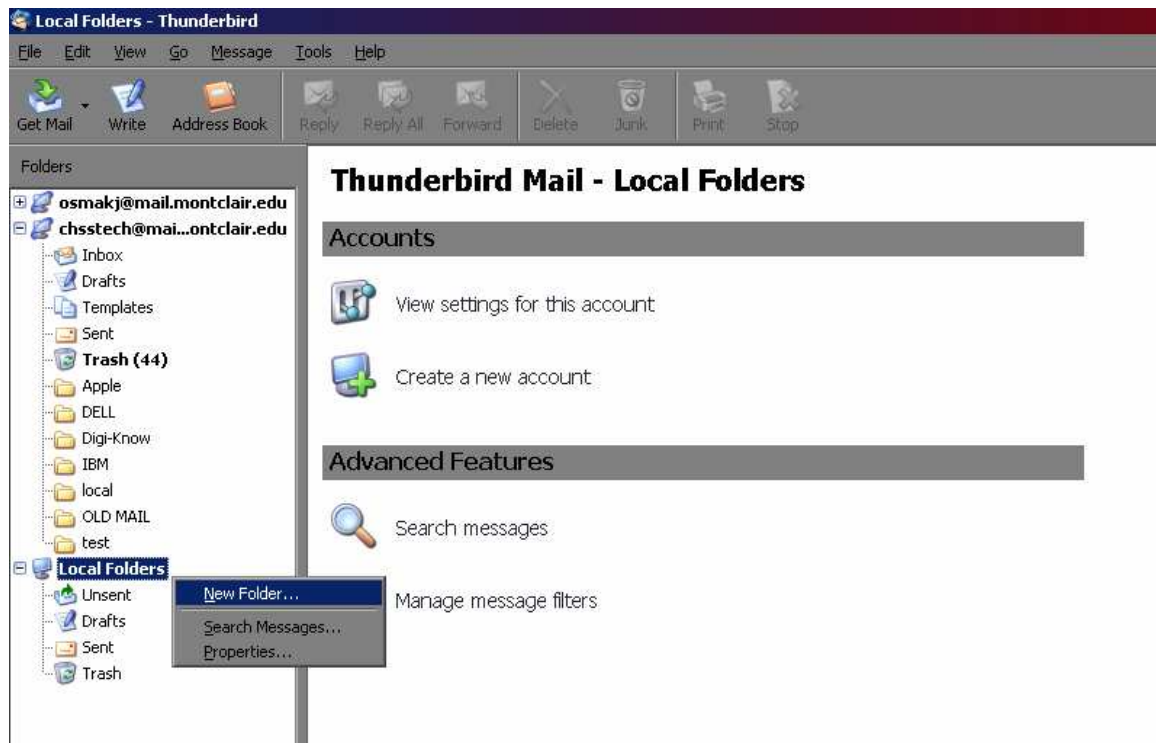 Local Folders - Thunderbird
File Edit View Go Message Tools Help
Get Mail Write Address Book Reply Reply All Forward Delete Junk Print Stop
Folders
osmakj@mail.montclair.edu
chsstech@mai...ontclair.edu
Inbox
Drafts
Templates
Sent
Trash (44)
Apple
DELL
Digi-Know
IBM
local
OLD MAIL
test
Local Folders
Unsent
Drafts
Sent
Trash
New Folder...
Search Messages...
Properties...
Thunderbird Mail - Local Folders
Accounts
View settings for this account
Create a new account
Advanced Features
Search messages
Manage message filters